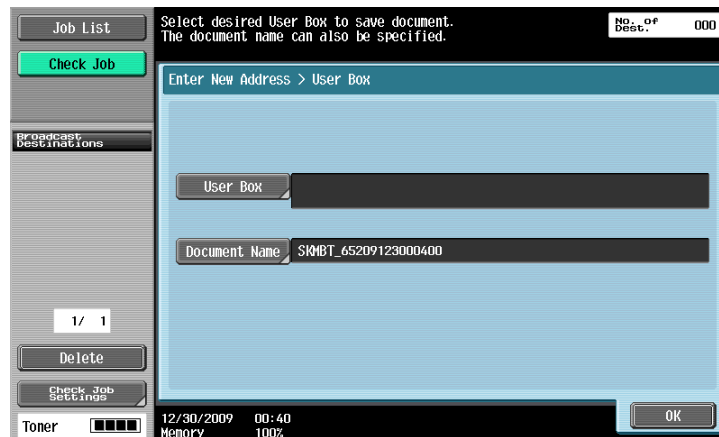 Job List
Check Job
Select desired User Box to save document.
The document name can also be specified.
No. of
Dest.
000
Enter New Address > User Box
Broadcast
Destinations
User Box
Document Name
SKMBT_65209123000400
1/ 1
Delete
Check Job
Settings
Toner
12/30/2009 00:40
Memory 100%
OK